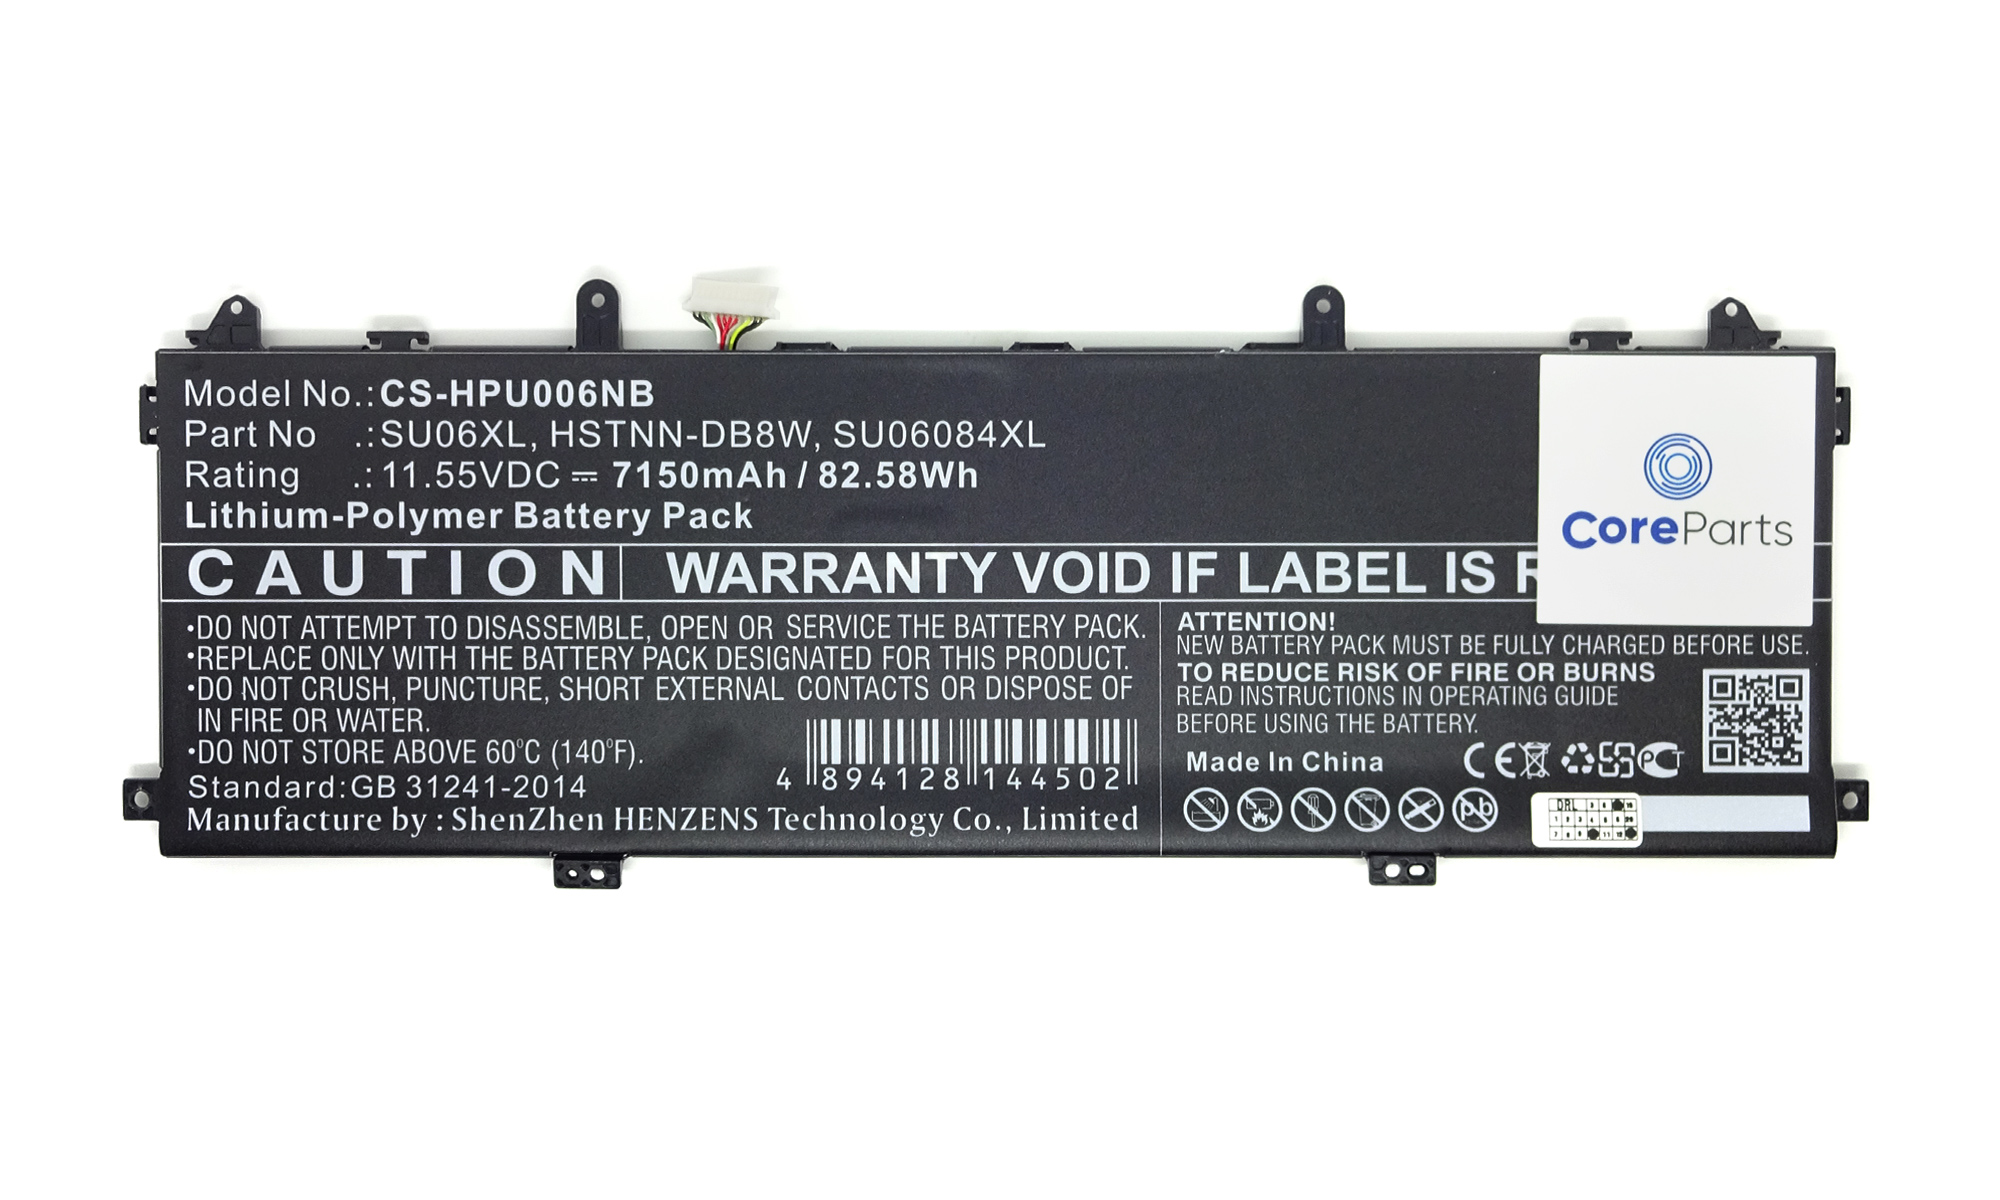 Model No.:CS-HPU006NB
Part No .:SU06XL, HSTNN-DB8W, SU06084XL
Rating .:11.55VDC ⎓ 7150mAh / 82.58Wh
Lithium-Polymer Battery Pack
CoreParts
CAUTION WARRANTY VOID IF LABEL IS
•DO NOT ATTEMPT TO DISASSEMBLE, OPEN OR SERVICE THE BATTERY PACK.
•REPLACE ONLY WITH THE BATTERY PACK DESIGNATED FOR THIS PRODUCT.
•DO NOT CRUSH, PUNCTURE, SHORT EXTERNAL CONTACTS OR DISPOSE OF
IN FIRE OR WATER.
•DO NOT STORE ABOVE 60°C (140°F).
Standard:GB 31241-2014
4 894128 144502
Manufacture by : ShenZhen HENZENS Technology Co., Limited
ATTENTION!
NEW BATTERY PACK MUST BE FULLY CHARGED BEFORE USE.
TO REDUCE RISK OF FIRE OR BURNS
READ INSTRUCTIONS IN OPERATING GUIDE
BEFORE USING THE BATTERY.
Made In China CE
pb
DRL